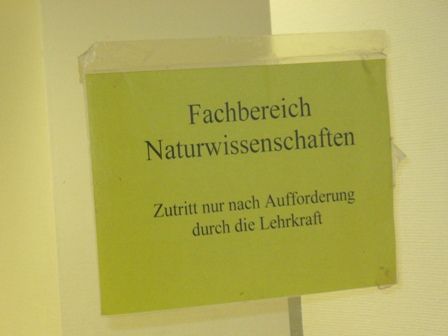 Fachbereich
Naturwissenschaften
Zutritt nur nach Aufforderung
durch die Lehrkraft